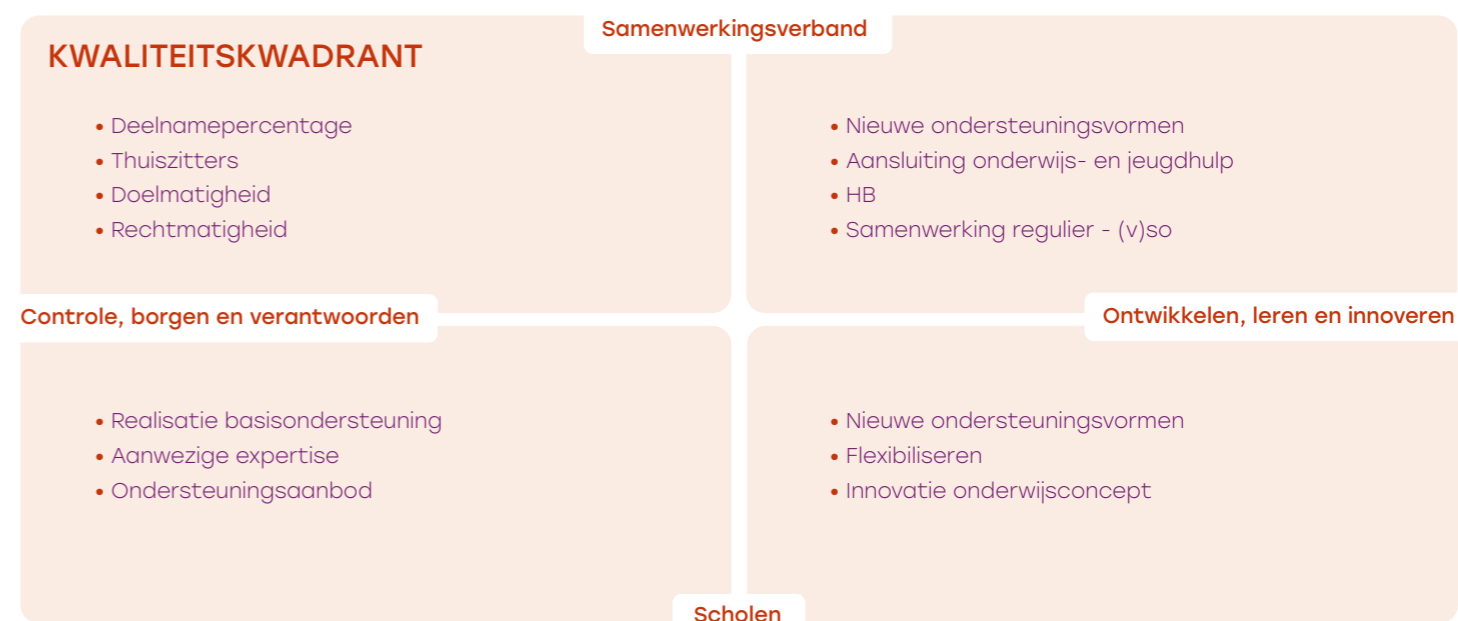 Samenwerkingsverband
KWALITEITSKWADRANT
• Deelnamepercentage
• Thuiszitters
• Doelmatigheid
• Rechtmatigheid
• Nieuwe ondersteuningsvormen
• Aansluiting onderwijs- en jeugdhulp
• HB
• Samenwerking regulier - (v)so
Controle, borgen en verantwoorden
Ontwikkelen, leren en innoveren
• Realisatie basisondersteuning
• Aanwezige expertise
• Ondersteuningsaanbod
• Nieuwe ondersteuningsvormen
• Flexibiliseren
• Innovatie onderwijsconcept
Scholen